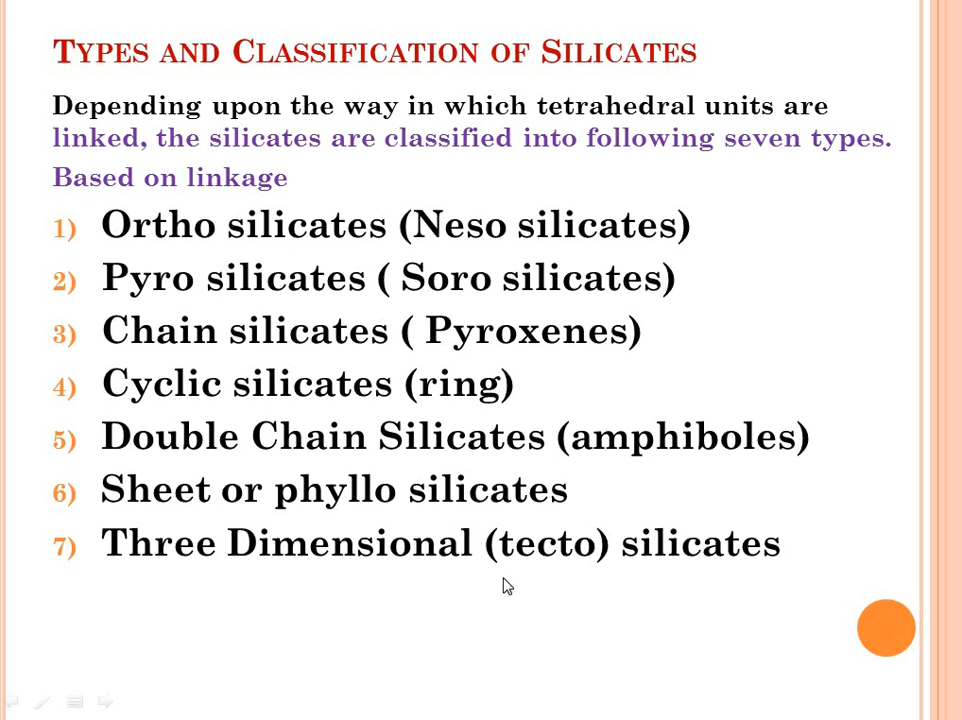 Types and Classification of Silicates
Depending upon the way in which tetrahedral units are
linked, the silicates are classified into following seven types.
Based on linkage
1) Ortho silicates (Neso silicates)
2) Pyro silicates ( Soro silicates)
3) Chain silicates ( Pyroxenes)
4) Cyclic silicates (ring)
5) Double Chain Silicates (amphiboles)
6) Sheet or phyllo silicates
7) Three Dimensional (tecto) silicates